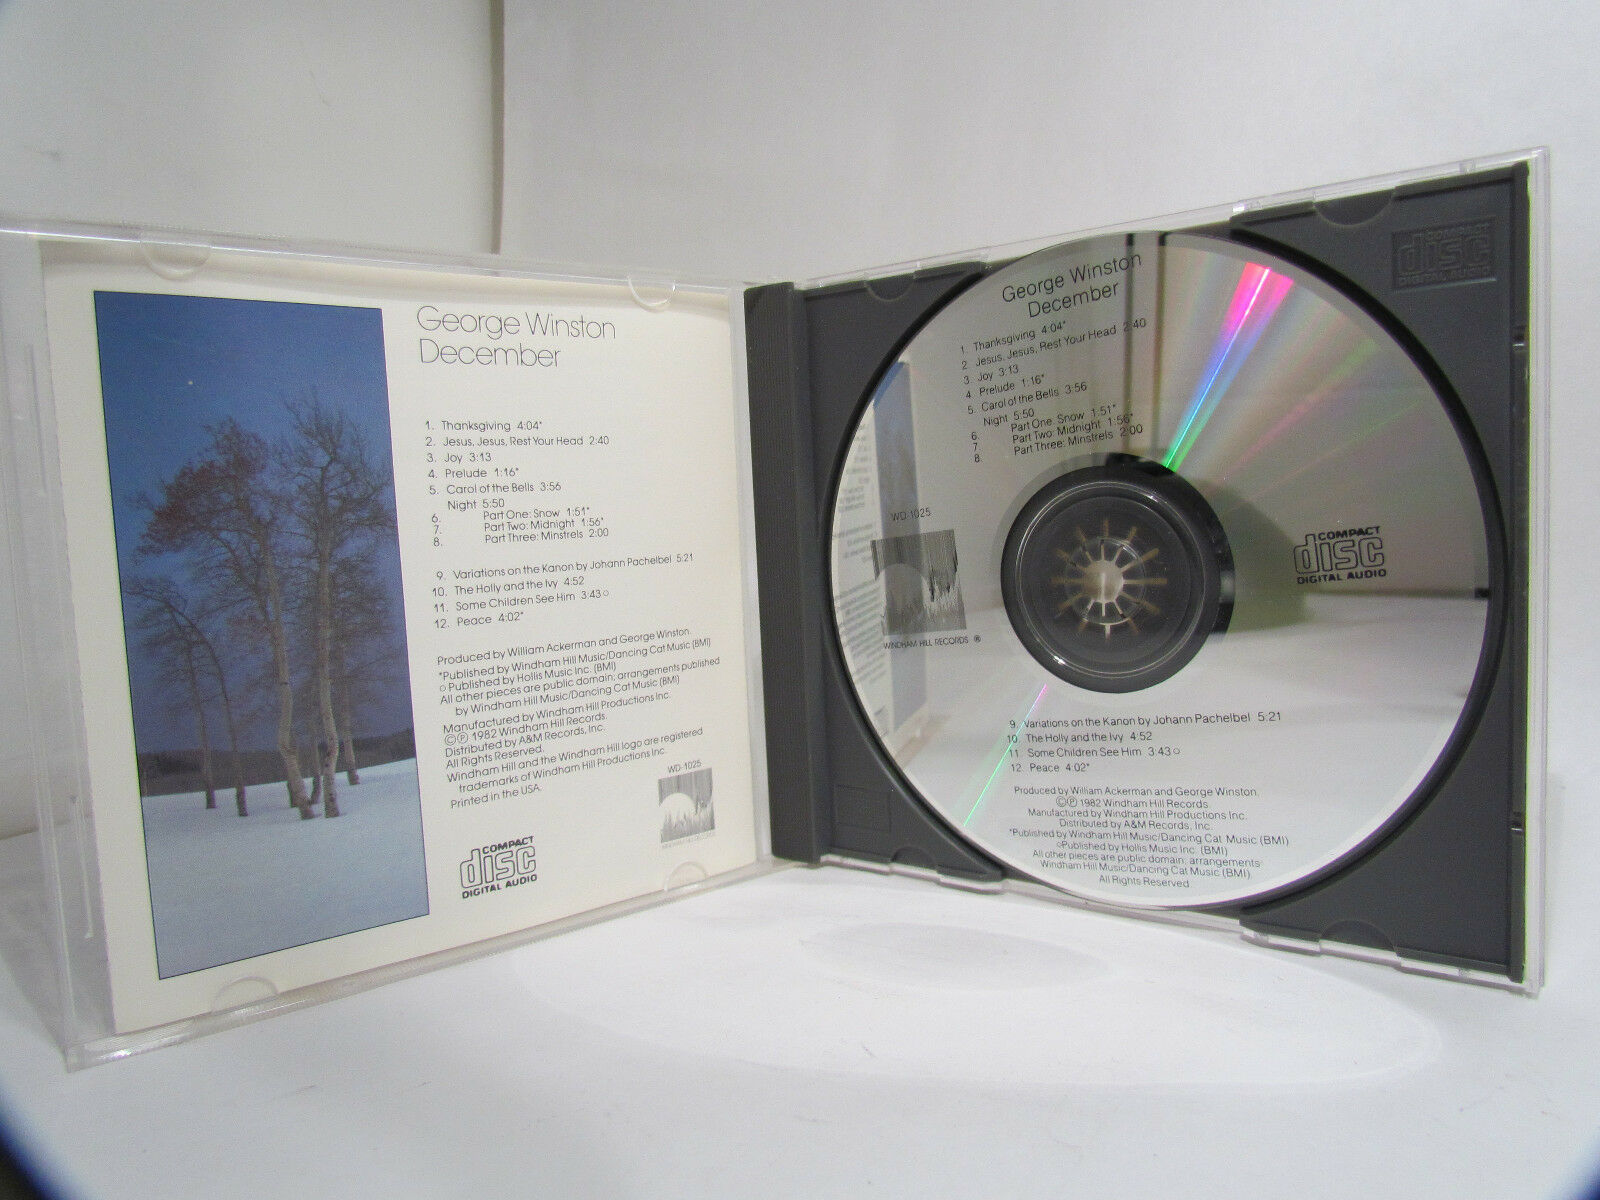 George Winston
December
1. Thanksgiving 4:04*
2. Jesus, Jesus, Rest Your Head 2:40
3. Joy 3:13
4. Prelude 1:16*
5. Carol of the Bells 3:56
Night 5:50
6. Part One: Snow 1:51*
7. Part Two: Midnight 1:56*
8. Part Three: Minstrels 2:00
9. Variations on the Kanon by Johann Pachelbel 5:21
10. The Holly and the Ivy 4:52
11. Some Children See Him 3:43○
12. Peace 4:02*
Produced by William Ackerman and George Winston.
*Published by Windham Hill Music/Dancing Cat Music (BMI)
○Published by Hollis Music Inc. (BMI)
All other pieces are public domain; arrangements published
by Windham Hill Music/Dancing Cat Music (BMI)
Manufactured by Windham Hill Productions Inc.
©℗ 1982 Windham Hill Records.
Distributed by A&M Records, Inc.
All Rights Reserved.
Windham Hill and the Windham Hill logo are registered
trademarks of Windham Hill Productions Inc.
Printed in the USA.
WD-1025
WINDHAM HILL RECORDS
COMPACT
disc
DIGITAL AUDIO
George Winston
December
1. Thanksgiving 4:04*
2 Jesus, Jesus, Rest Your Head 2:40
3 Joy 3:13
4 Prelude 1:16*
5. Carol of the Bells 3:56
Night 5:50
6. Part One: Snow 1:51*
7 Part Two: Midnight 1:56*
8. Part Three: Minstrels 2:00
WD-1025
WINDHAM HILL RECORDS ®
COMPACT
disc
DIGITAL AUDIO
9. Variations on the Kanon by Johann Pachelbel 5:21
10. The Holly and the Ivy 4:52
11. Some Children See Him 3:43○
12. Peace 4:02*
Produced by William Ackerman and George Winston.
©℗ 1982 Windham Hill Records.
Manufactured by Windham Hill Productions Inc.
Distributed by A&M Records, Inc.
*Published by Windham Hill Music/Dancing Cat Music (BMI)
○Published by Hollis Music Inc. (BMI)
All other pieces are public domain; arrangements
Windham Hill Music/Dancing Cat Music (BMI).
All Rights Reserved
COMPACT
disc
DIGITAL AUDIO